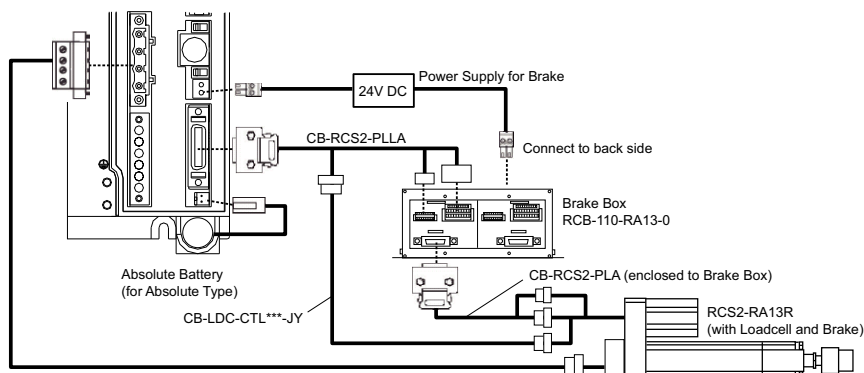 Power Supply for Brake
24V DC
CB-RCS2-PLLA
Connect to back side
Brake Box
RCB-110-RA13-0
Absolute Battery
(for Absolute Type)
CB-RCS2-PLA (enclosed to Brake Box)
CB-LDC-CTL***-JY
RCS2-RA13R
(with Loadcell and Brake)